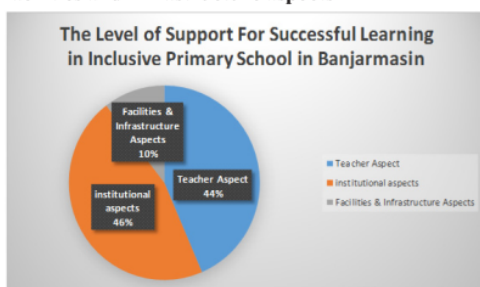 The Level of Support For Successful Learning
in Inclusive Primary School in Banjarmasin
Facilities &
Infrastructure
Aspects
10%
Teacher Aspect
44%
institutional
aspects
46%
Teacher Aspect
institutional aspects
Facilities & Infrastructure Aspects